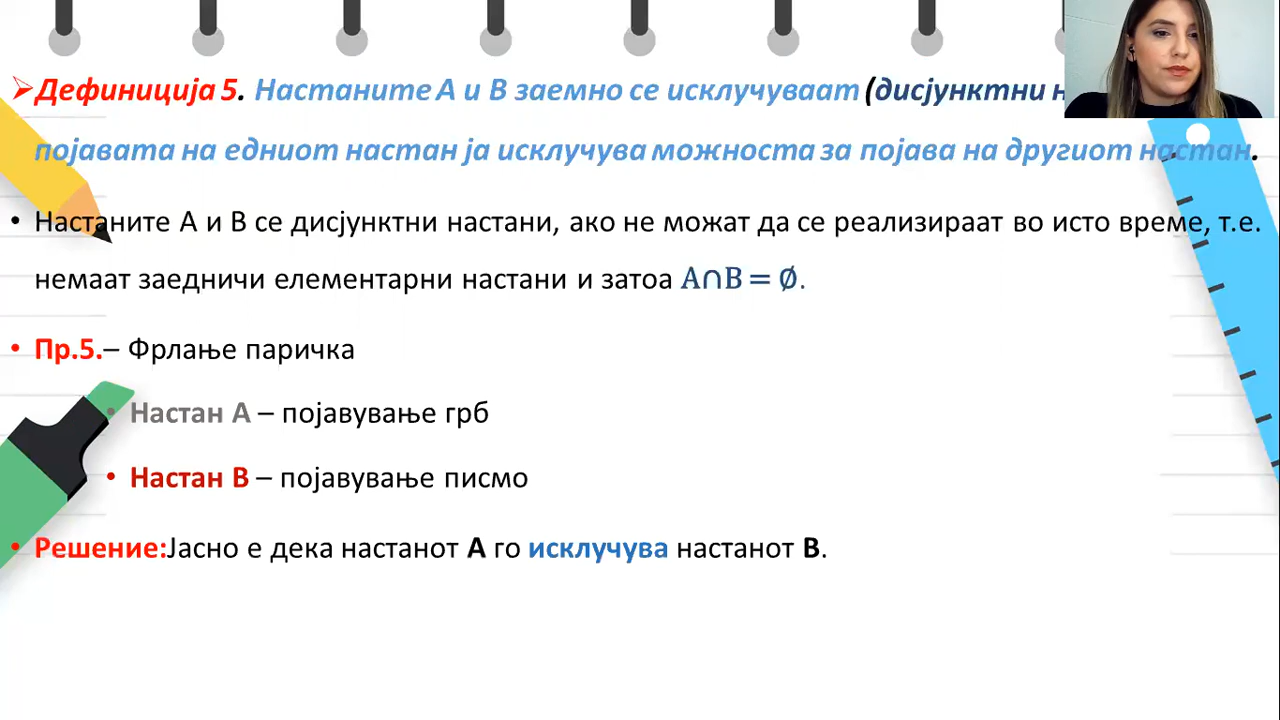 Дефиниција 5. Настаните А и В заемно се исклучуваат (дисјунктни
појавата на едниот настан ја исклучува можноста за појава на другиот настан.
• Настаните А и В се дисјунктни настани, ако не можат да се реализираат во исто време, т.е.
немаат заеднички елементарни настани и затоа A∩B = ∅.
• Пр.5.– Фрлање паричка
• Настан А – појавување грб
• Настан В – појавување писмо
• Решение:Јасно е дека настанот А го исклучува настанот В.